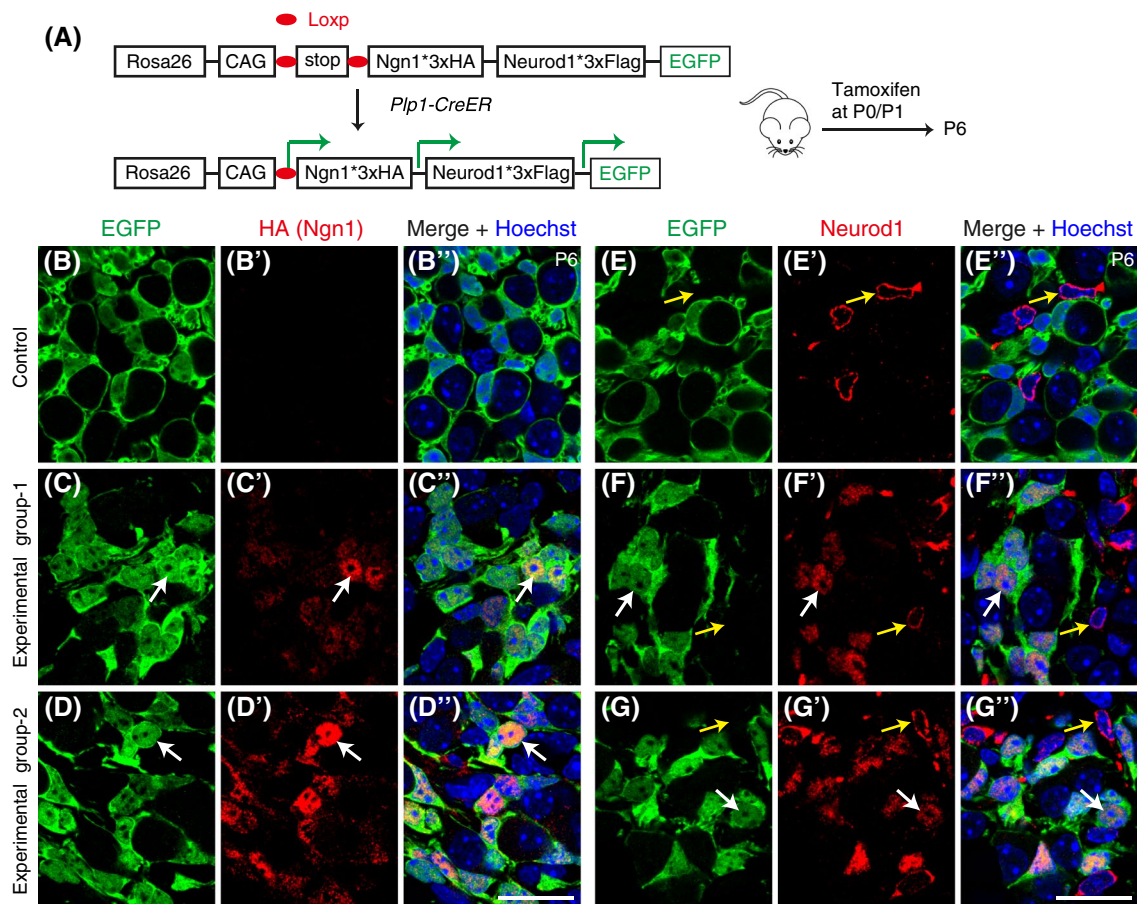 (A)
Loxp
Rosa26 CAG stop Ngn1*3xHA Neurod1*3xFlag EGFP
Plp1-CreER
Rosa26 CAG Ngn1*3xHA Neurod1*3xFlag EGFP
Tamoxifen
at P0/P1
P6
EGFP HA (Ngn1) Merge + Hoechst EGFP Neurod1 Merge + Hoechst
Control
(B) (B') (B'') P6 (E) (E') (E'') P6
Experimental group-1
(C) (C') (C'') (F) (F') (F'')
Experimental group-2
(D) (D') (D'') (G) (G') (G'')